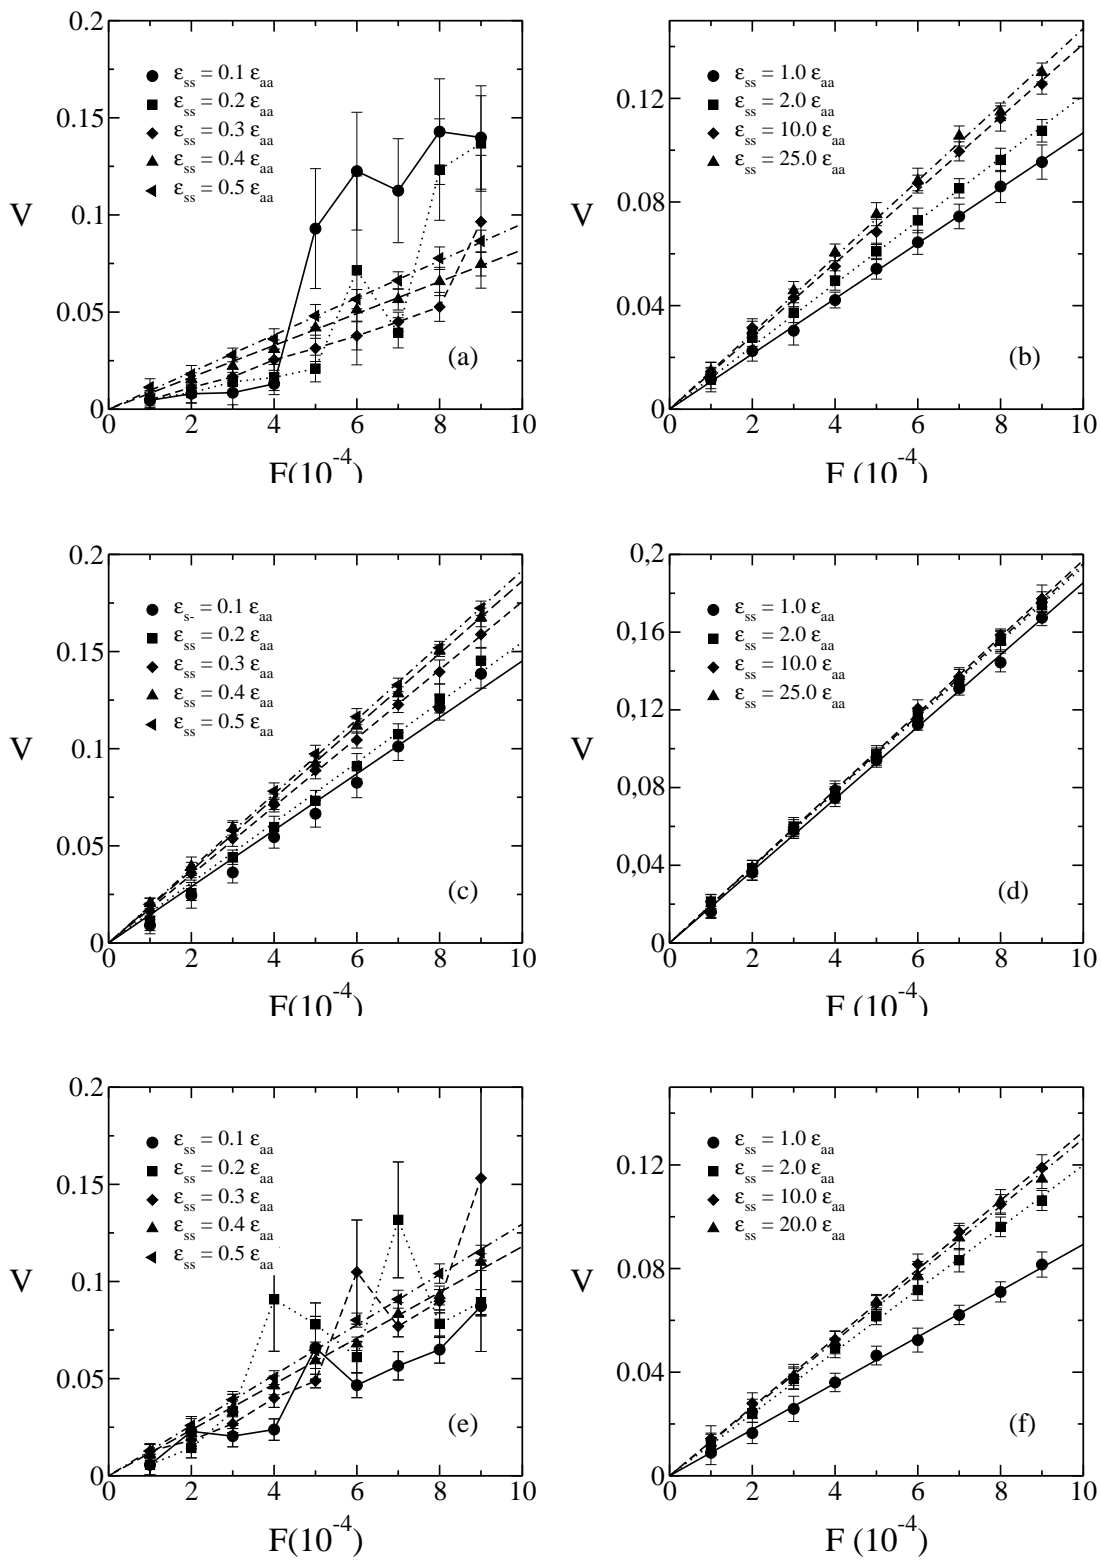 0.2
0.15
0.1
0.05
0
V
ε_ss = 0.1 ε_aa
ε_ss = 0.2 ε_aa
ε_ss = 0.3 ε_aa
ε_ss = 0.4 ε_aa
ε_ss = 0.5 ε_aa
(a)
0 2 4 6 8 10
F(10^-4)
0.12
0.08
0.04
0
V
ε_ss = 1.0 ε_aa
ε_ss = 2.0 ε_aa
ε_ss = 10.0 ε_aa
ε_ss = 25.0 ε_aa
(b)
0 2 4 6 8 10
F (10^-4)
0.2
0.15
0.1
0.05
0
V
ε_s- = 0.1 ε_aa
ε_ss = 0.2 ε_aa
ε_ss = 0.3 ε_aa
ε_ss = 0.4 ε_aa
ε_ss = 0.5 ε_aa
(c)
0 2 4 6 8 10
F(10^-4)
0,2
0,16
0,12
0,08
0,04
0
V
ε_ss = 1.0 ε_aa
ε_ss = 2.0 ε_aa
ε_ss = 10.0 ε_aa
ε_ss = 25.0 ε_aa
(d)
0 2 4 6 8 10
F (10^-4)
0.2
0.15
0.1
0.05
0
V
ε_ss = 0.1 ε_aa
ε_ss = 0.2 ε_aa
ε_ss = 0.3 ε_aa
ε_ss = 0.4 ε_aa
ε_ss = 0.5 ε_aa
(e)
0 2 4 6 8 10
F(10^-4)
0.12
0.08
0.04
0
V
ε_ss = 1.0 ε_aa
ε_ss = 2.0 ε_aa
ε_ss = 10.0 ε_aa
ε_ss = 20.0 ε_aa
(f)
0 2 4 6 8 10
F (10^-4)